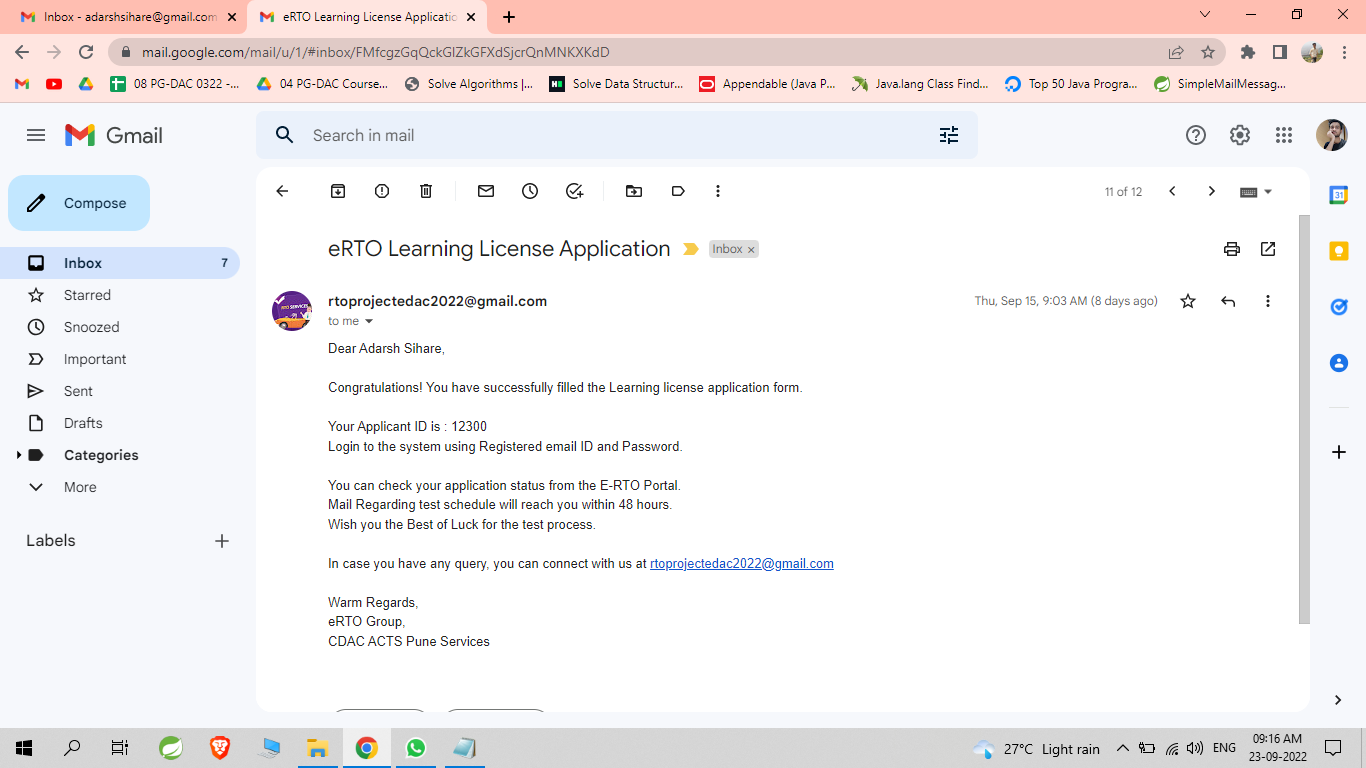 Inbox - adarshsihare@gmail.com
eRTO Learning License Applicatio
mail.google.com/mail/u/1/#inbox/FMfcgzGqQckGlZkGFXdSjcrQnMNKXKdD
08 PG-DAC 0322 -...
04 PG-DAC Course...
Solve Algorithms |...
Solve Data Structur...
Appendable (Java P...
Java.lang Class Find...
Top 50 Java Progra...
SimpleMailMessag...
Gmail
Search in mail
Compose
11 of 12
Inbox 7
Starred
Snoozed
Important
Sent
Drafts
Categories
More
Labels
eRTO Learning License Application
Inbox ×
RTO SERVICES
rtoprojectedac2022@gmail.com
Thu, Sep 15, 9:03 AM (8 days ago)
to me
Dear Adarsh Sihare,
Congratulations! You have successfully filled the Learning license application form.
Your Applicant ID is : 12300
Login to the system using Registered email ID and Password.
You can check your application status from the E-RTO Portal.
Mail Regarding test schedule will reach you within 48 hours.
Wish you the Best of Luck for the test process.
In case you have any query, you can connect with us at rtoprojectedac2022@gmail.com
Warm Regards,
eRTO Group,
CDAC ACTS Pune Services
31
27°C Light rain
ENG
09:16 AM
23-09-2022